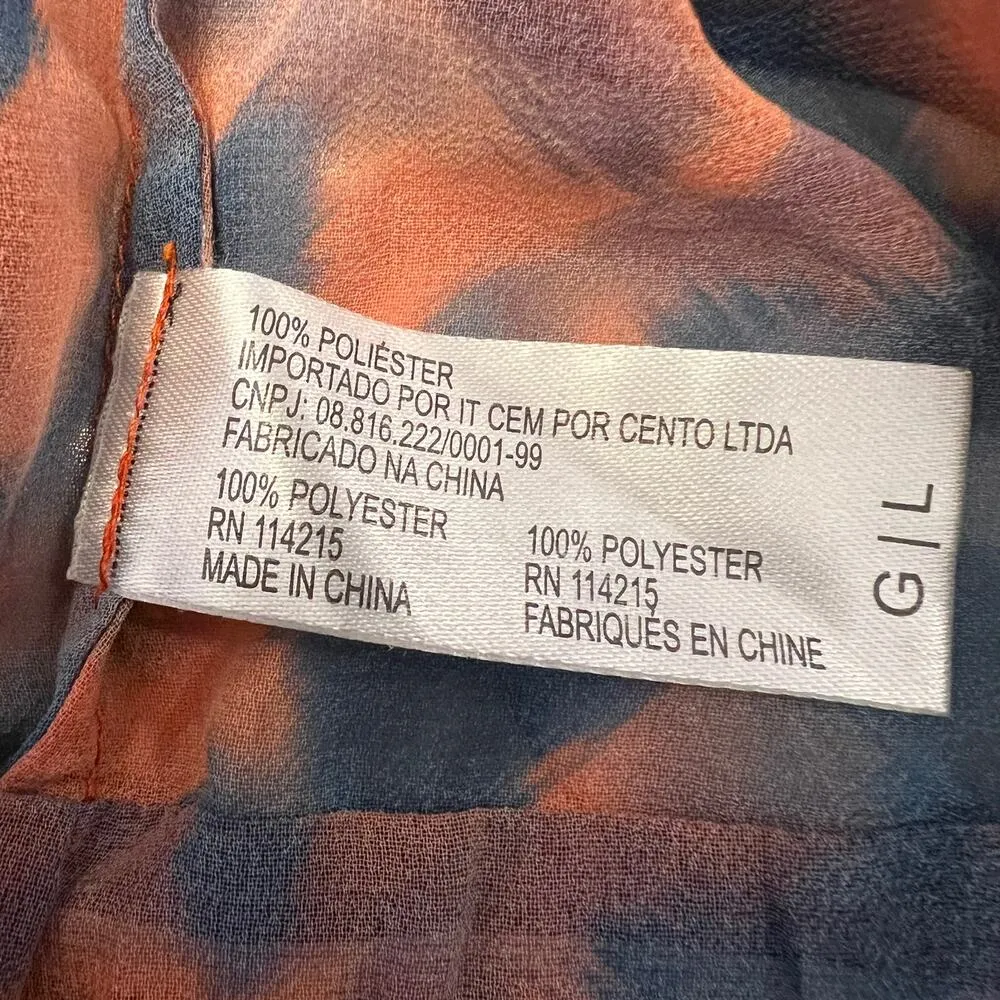 100% POLIÉSTER
IMPORTADO POR IT CEM POR CENTO LTDA
CNPJ: 08.816.222/0001-99
FABRICADO NA CHINA
100% POLYESTER
RN 114215
MADE IN CHINA
100% POLYESTER
RN 114215
FABRIQUÉS EN CHINE
G | L